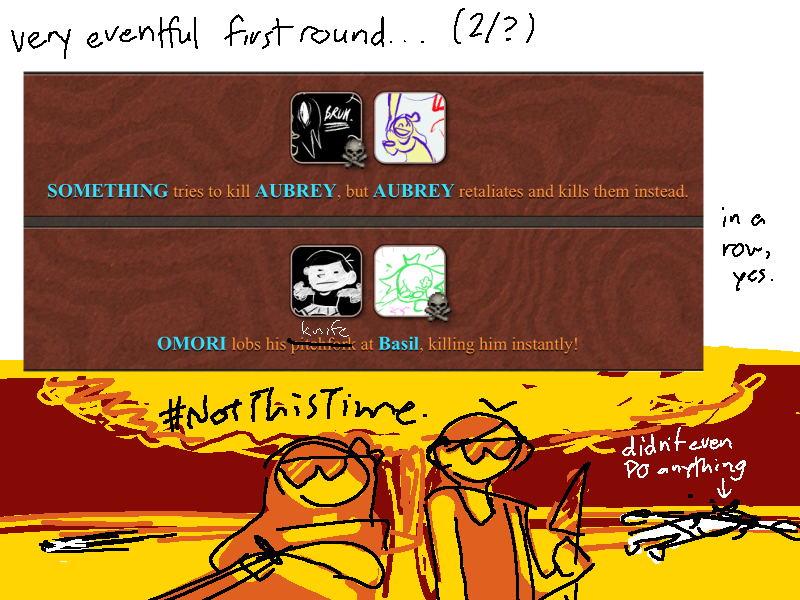 very eventful first round... (2/?)
BRUH.
SOMETHING tries to kill AUBREY, but AUBREY retaliates and kills them instead.
in a
row,
yes.
knife
OMORI lobs his pitchfork at Basil, killing him instantly!
#NotThisTime.
didn't even
DO anything